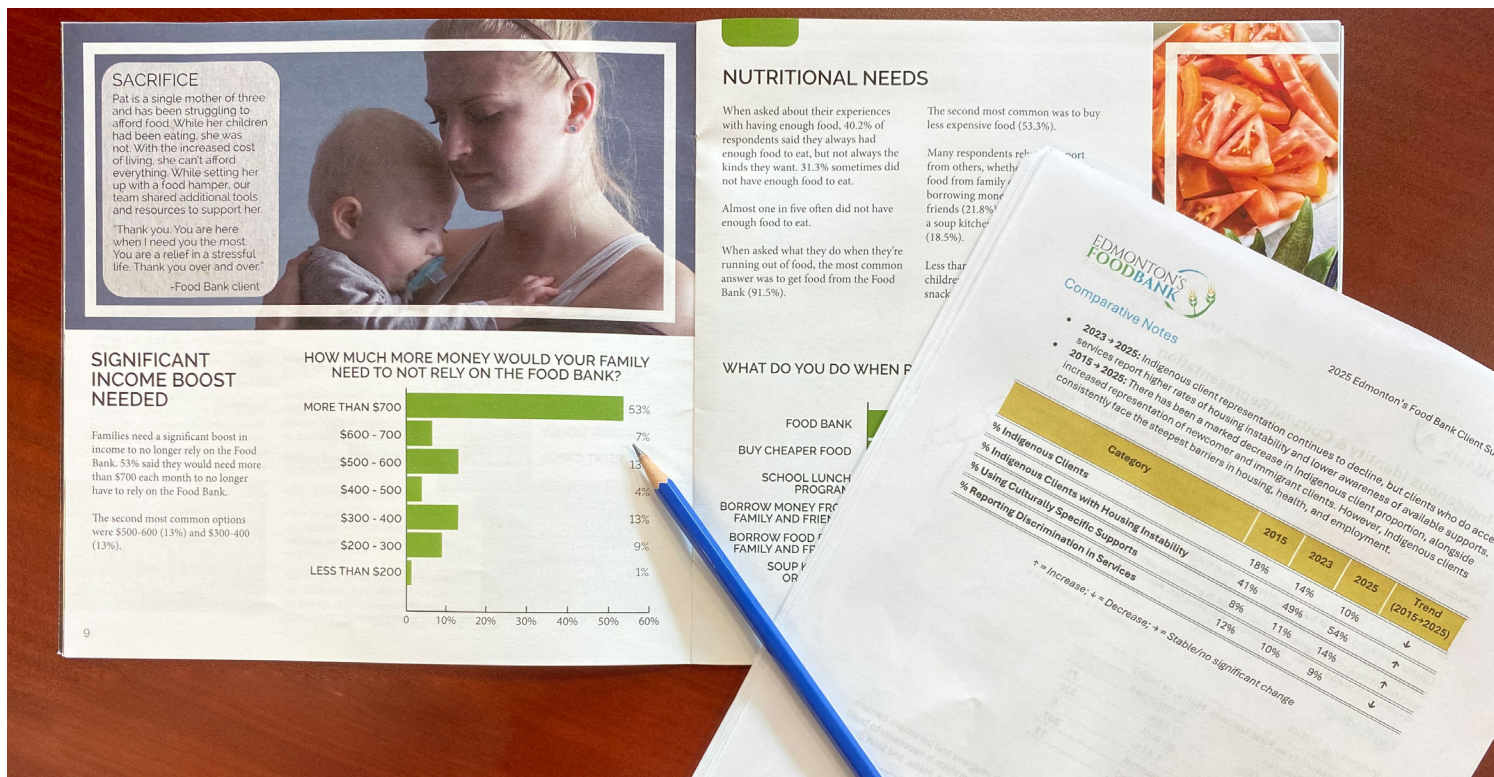 SACRIFICE
Pat is a single mother of three
and has been struggling to
afford food. While her children
had been eating, she was
not. With the increased cost
of living, she can't afford
everything. While setting her
up with a food hamper, our
team shared additional tools
and resources to support her.
"Thank you. You are here
when I need you the most.
You are a relief in a stressful
life. Thank you over and over."
-Food Bank client
SIGNIFICANT
INCOME BOOST
NEEDED
Families need a significant boost in
income to no longer rely on the Food
Bank. 53% said they would need more
than $700 each month to no longer
have to rely on the Food Bank.
The second most common options
were $500-600 (13%) and $300-400
(13%).
HOW MUCH MORE MONEY WOULD YOUR FAMILY
NEED TO NOT RELY ON THE FOOD BANK?
MORE THAN $700 53%
$600 - 700 7%
$500 - 600 13
$400 - 500 4%
$300 - 400 13%
$200 - 300 9%
LESS THAN $200 1%
0 10% 20% 30% 40% 50% 60%
9
NUTRITIONAL NEEDS
When asked about their experiences
with having enough food, 40.2% of
respondents said they always had
enough food to eat, but not always the
kinds they want. 31.3% sometimes did
not have enough food to eat.
Almost one in five often did not have
enough food to eat.
When asked what they do when they're
running out of food, the most common
answer was to get food from the Food
Bank (91.5%).
The second most common was to buy
less expensive food (53.3%).
Many respondents
from others,
food from family
borrowing
friends (21.8%
a soup
(18.5%).
Less
snack
WHAT DO YOU DO WHEN
FOOD BANK
BUY CHEAPER FOOD
SCHOOL LUNCH
PROGRAM
BORROW MONEY
FAMILY AND
BORROW FOOD
FAMILY AND
SOUP
OR
EDMONTON'S
FOODBANK
2025 Edmonton's Food Bank Client
Comparative Notes
• 2023 → 2025: Indigenous client representation continues to decline, but clients who do
services report higher rates of housing instability and lower awareness of available supports.
• 2015 → 2025: There has been a marked decrease in Indigenous client proportion, alongside
increased representation of newcomer and immigrant clients. However, Indigenous clients
consistently face the steepest barriers in housing, health, and employment.
Category 2015 2023 2025 Trend
(2015→2025)
% Indigenous Clients 18% 14% 10% ↓
% Indigenous Clients with Housing Instability 41% 49% 54% ↑
% Using Culturally Specific Supports 8% 11% 14% ↑
% Reporting Discrimination in Services 12% 10% 9% ↓
↑ = Increase; ↓ = Decrease; → = Stable/no significant change